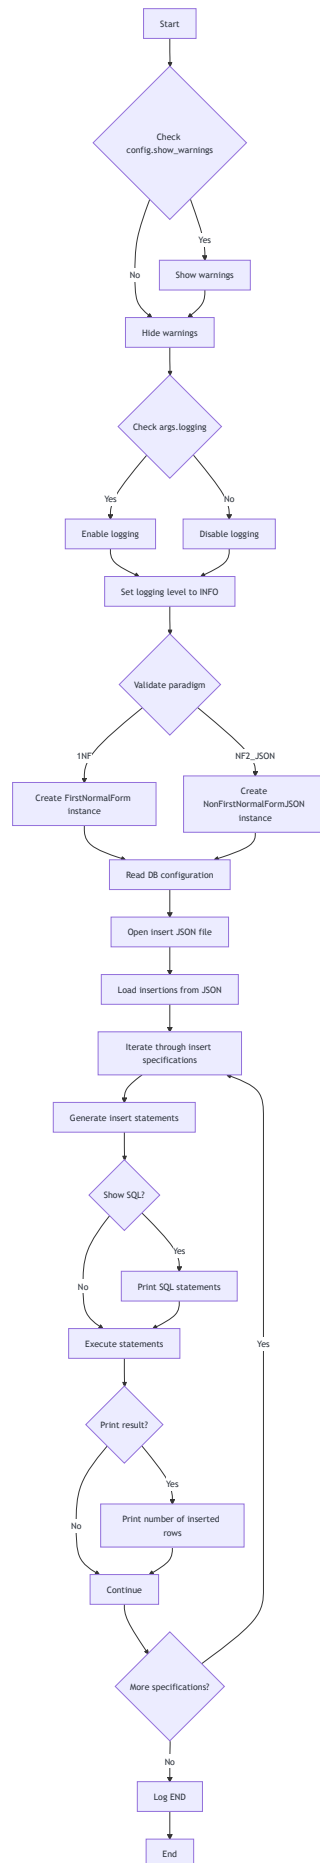 Start
Check
config.show_warnings
Yes
No
Show warnings
Hide warnings
Check args.logging
Yes
No
Enable logging
Disable logging
Set logging level to INFO
Validate paradigm
1NF
NF2_JSON
Create FirstNormalForm
instance
Create
NonFirstNormalFormJSON
instance
Read DB configuration
Open insert JSON file
Load insertions from JSON
Iterate through insert
specifications
Generate insert statements
Show SQL?
Yes
No
Print SQL statements
Execute statements
Yes
Print result?
Yes
No
Print number of inserted
rows
Continue
More specifications?
No
Log END
End